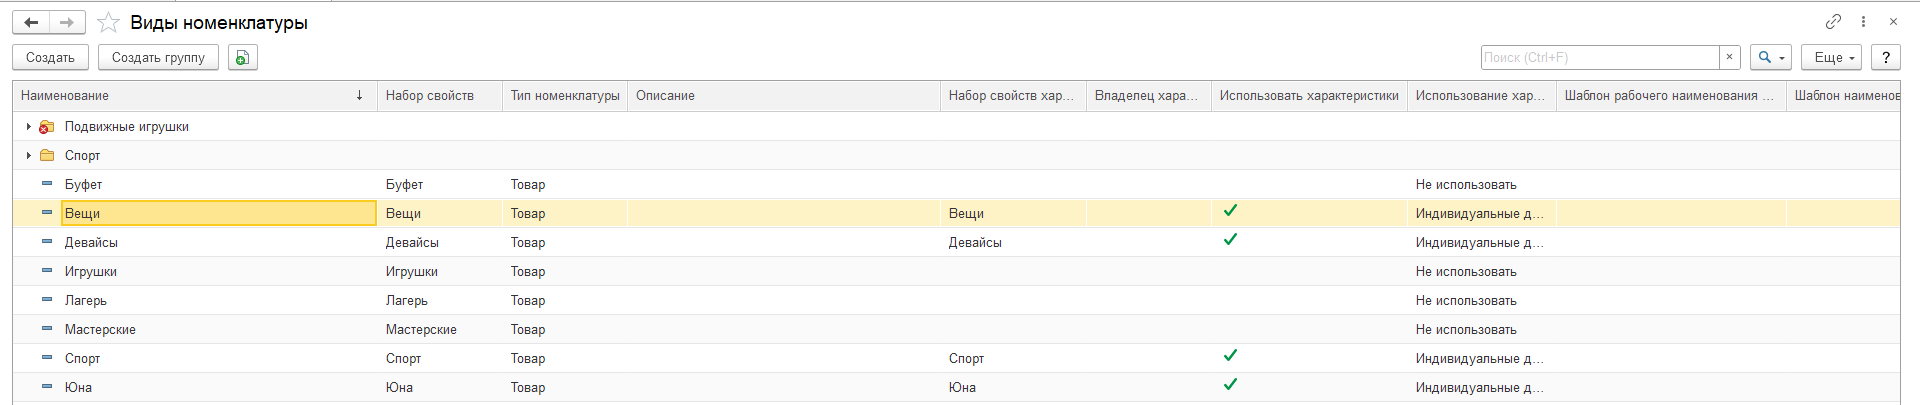 Виды номенклатуры
Создать Создать группу Поиск (Ctrl+F) × Еще ?
Наименование ↓ Набор свойств Тип номенклатуры Описание Набор свойств хар... Владелец хара... Использовать характеристики Использование хар... Шаблон рабочего наименования ... Шаблон наименов
Подвижные игрушки
Спорт
Буфет Буфет Товар Не использовать
Вещи Вещи Товар Вещи Индивидуальные д...
Девайсы Девайсы Товар Девайсы Индивидуальные д...
Игрушки Игрушки Товар Не использовать
Лагерь Лагерь Товар Не использовать
Мастерские Мастерские Товар Не использовать
Спорт Спорт Товар Спорт Индивидуальные д...
Юна Юна Товар Юна Индивидуальные д...